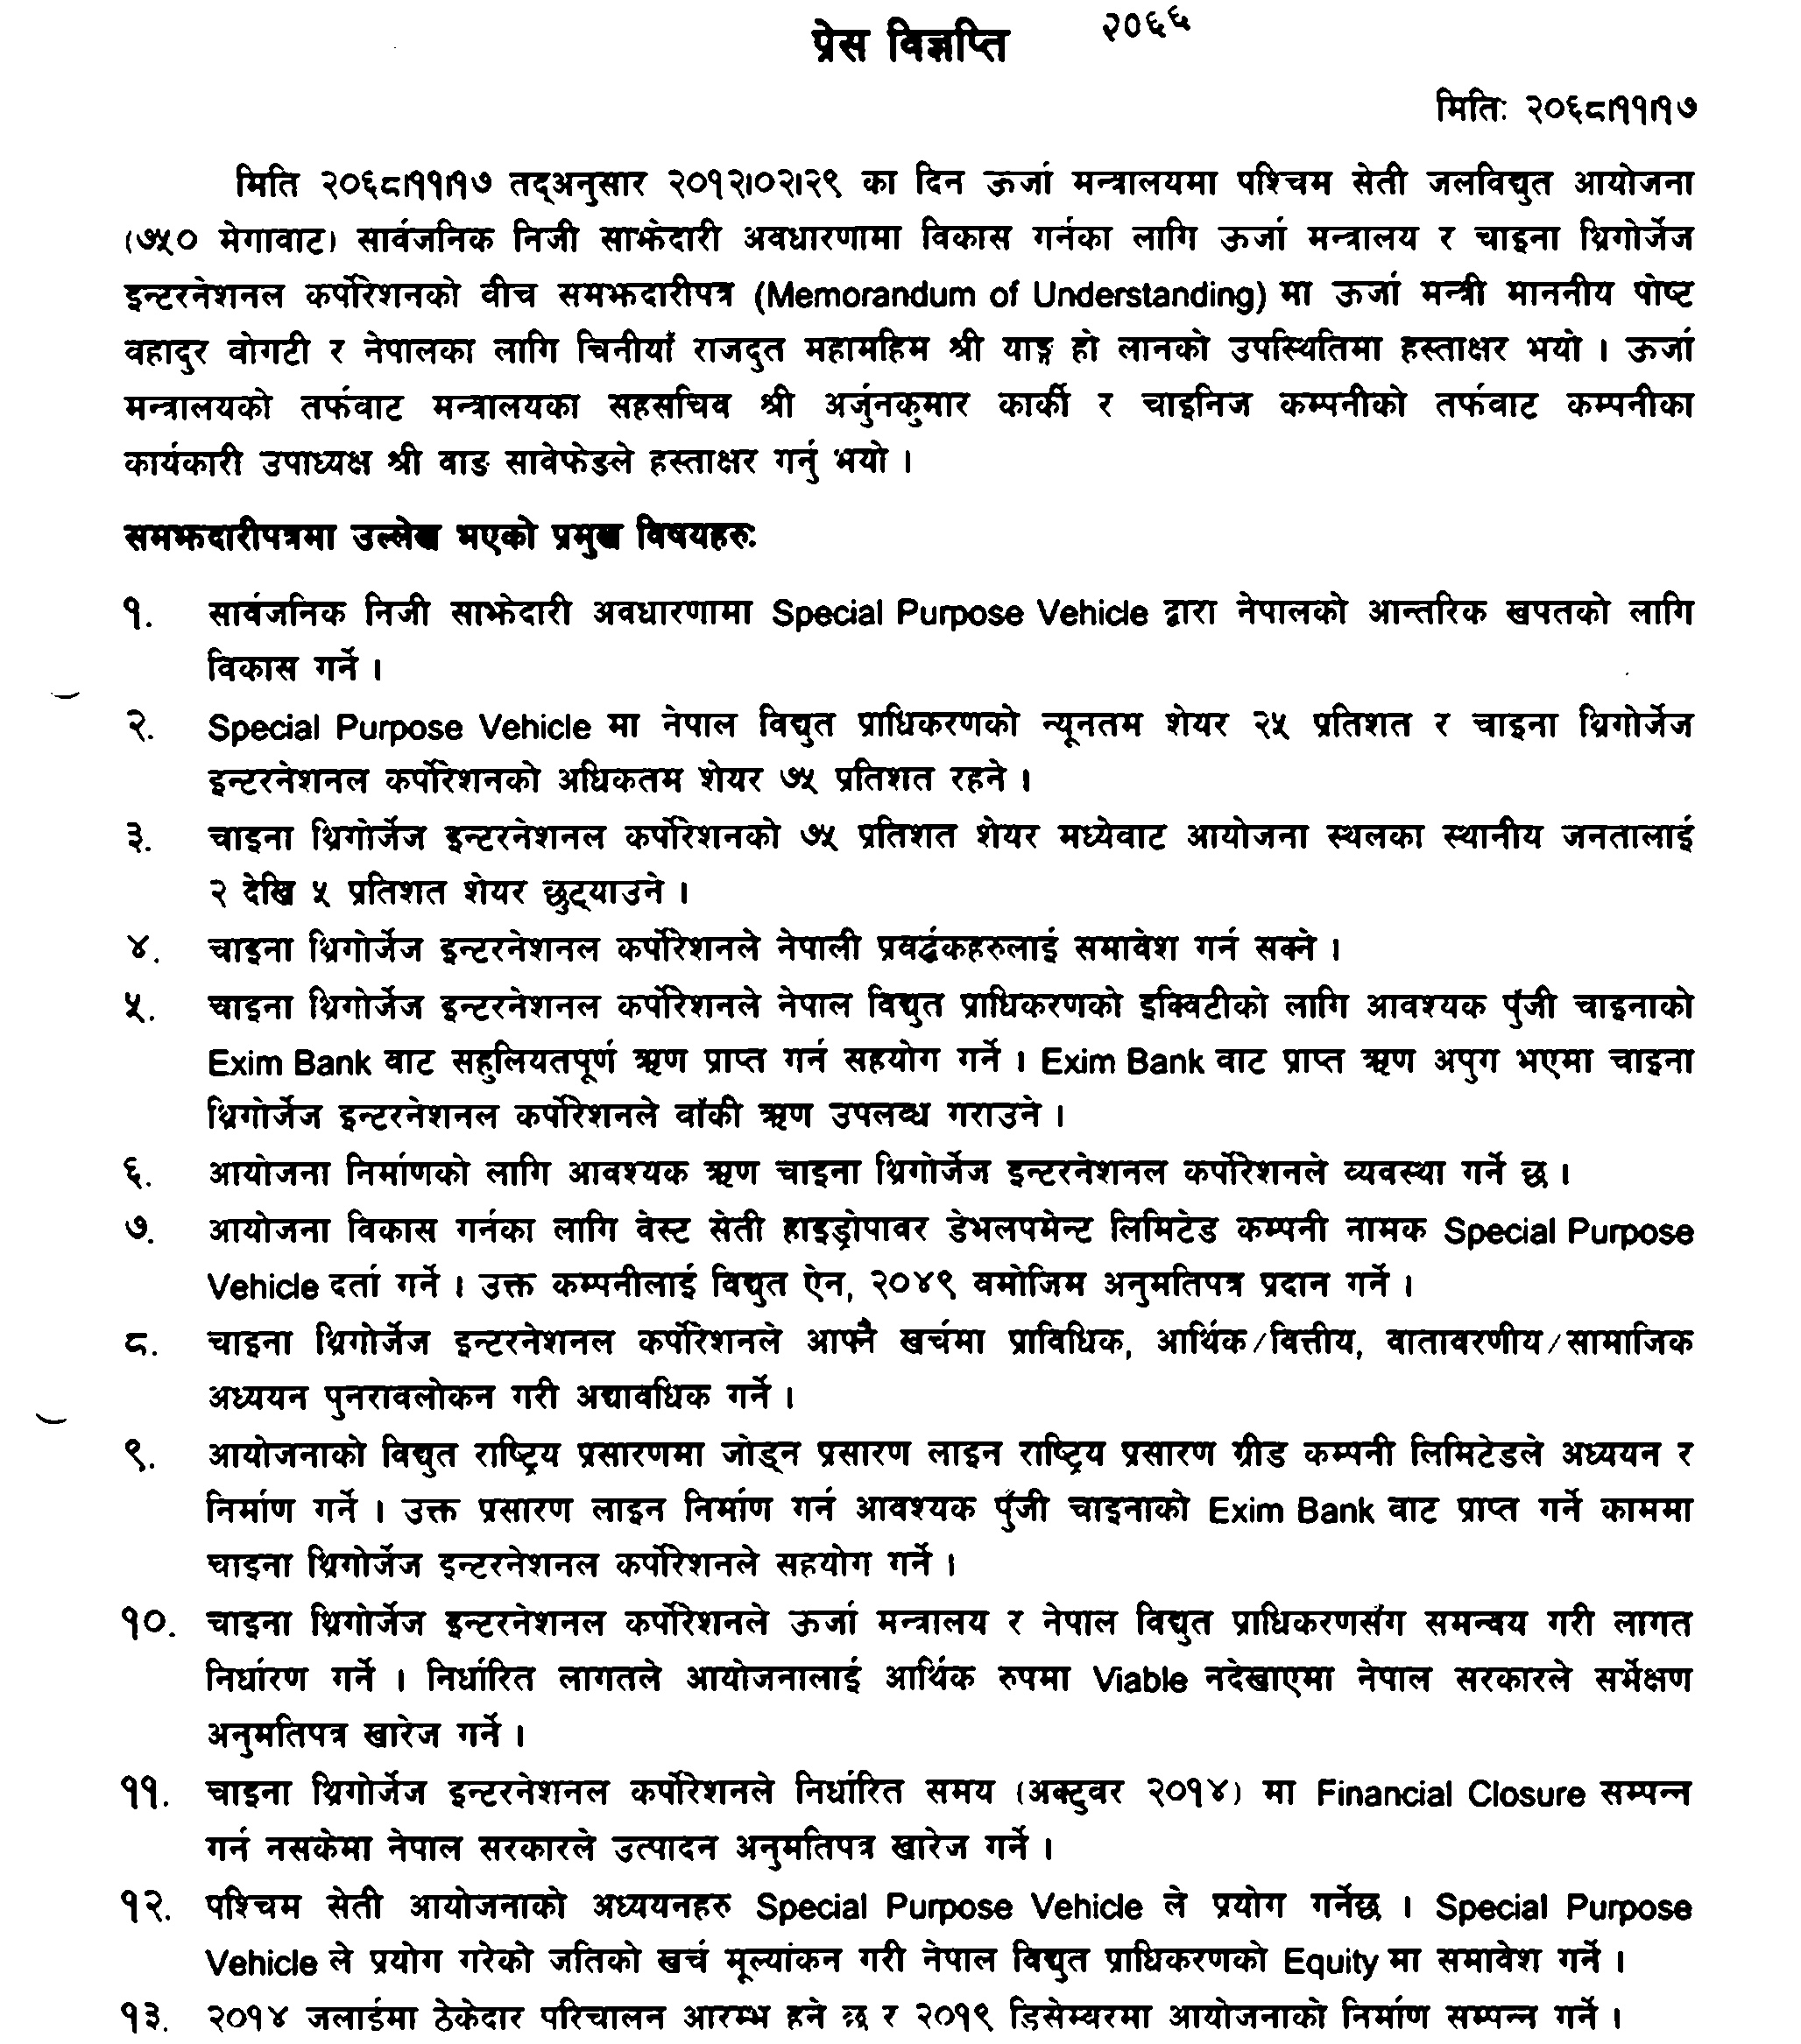 प्रेस विज्ञप्ति २०६६
मितिः २०६८।११।१७
मिति २०६८।११।१७ तद्अनुसार २०१२।०२।२९ का दिन ऊर्जा मन्त्रालयमा पश्चिम सेती जलविद्युत आयोजना
(७५० मेगावाट) सार्वजनिक निजी साझेदारी अवधारणामा विकास गर्नका लागि ऊर्जा मन्त्रालय र चाइना थ्रिगोर्जेज
इन्टरनेशनल कर्पोरेशनको वीच समझदारीपत्र (Memorandum of Understanding) मा ऊर्जा मन्त्री माननीय पोष्ट
वहादुर वोगटी र नेपालका लागि चिनीयाँ राजदुत महामहिम श्री याङ्ग हो लानको उपस्थितिमा हस्ताक्षर भयो । ऊर्जा
मन्त्रालयको तर्फवाट मन्त्रालयका सहसचिव श्री अर्जुनकुमार कार्की र चाइनिज कम्पनीको तर्फवाट कम्पनीका
कार्यकारी उपाध्यक्ष श्री वाङ सावेफेङले हस्ताक्षर गर्नु भयो ।
समझदारीपत्रमा उल्लेख भएको प्रमुख विषयहरुः
१. सार्वजनिक निजी साझेदारी अवधारणामा Special Purpose Vehicle द्वारा नेपालको आन्तरिक खपतको लागि
विकास गर्ने ।
२. Special Purpose Vehicle मा नेपाल विद्युत प्राधिकरणको न्यूनतम शेयर २५ प्रतिशत र चाइना थ्रिगोर्जेज
इन्टरनेशनल कर्पोरेशनको अधिकतम शेयर ७५ प्रतिशत रहने ।
३. चाइना थ्रिगोर्जेज इन्टरनेशनल कर्पोरेशनको ७५ प्रतिशत शेयर मध्येवाट आयोजना स्थलका स्थानीय जनतालाई
२ देखि ५ प्रतिशत शेयर छुट्याउने ।
४. चाइना थ्रिगोर्जेज इन्टरनेशनल कर्पोरेशनले नेपाली प्रवर्द्धकहरुलाई समावेश गर्न सक्ने ।
५. चाइना थ्रिगोर्जेज इन्टरनेशनल कर्पोरेशनले नेपाल विद्युत प्राधिकरणको इक्विटीको लागि आवश्यक पुँजी चाइनाको
Exim Bank वाट सहुलियतपूर्ण ऋण प्राप्त गर्न सहयोग गर्ने । Exim Bank वाट प्राप्त ऋण अपुग भएमा चाइना
थ्रिगोर्जेज इन्टरनेशनल कर्पोरेशनले वाँकी ऋण उपलव्ध गराउने ।
६. आयोजना निर्माणको लागि आवश्यक ऋण चाइना थ्रिगोर्जेज इन्टरनेशनल कर्पोरेशनले व्यवस्था गर्ने छ ।
७. आयोजना विकास गर्नका लागि वेस्ट सेती हाइड्रोपावर डेभलपमेन्ट लिमिटेड कम्पनी नामक Special Purpose
Vehicle दर्ता गर्ने । उक्त कम्पनीलाई विद्युत ऐन, २०४९ वमोजिम अनुमतिपत्र प्रदान गर्ने ।
८. चाइना थ्रिगोर्जेज इन्टरनेशनल कर्पोरेशनले आफ्नै खर्चमा प्राविधिक, आर्थिक/वित्तीय, वातावरणीय/सामाजिक
अध्ययन पुनरावलोकन गरी अद्यावधिक गर्ने ।
९. आयोजनाको विद्युत राष्ट्रिय प्रसारणमा जोड्न प्रसारण लाइन राष्ट्रिय प्रसारण ग्रीड कम्पनी लिमिटेडले अध्ययन र
निर्माण गर्ने । उक्त प्रसारण लाइन निर्माण गर्न आवश्यक पुँजी चाइनाको Exim Bank वाट प्राप्त गर्ने काममा
चाइना थ्रिगोर्जेज इन्टरनेशनल कर्पोरेशनले सहयोग गर्ने ।
१०. चाइना थ्रिगोर्जेज इन्टरनेशनल कर्पोरेशनले ऊर्जा मन्त्रालय र नेपाल विद्युत प्राधिकरणसँग समन्वय गरी लागत
निर्धारण गर्ने । निर्धारित लागतले आयोजनालाई आर्थिक रुपमा Viable नदेखाएमा नेपाल सरकारले सर्भेक्षण
अनुमतिपत्र खारेज गर्ने ।
११. चाइना थ्रिगोर्जेज इन्टरनेशनल कर्पोरेशनले निर्धारित समय (अक्टुवर २०१४) मा Financial Closure सम्पन्न
गर्न नसकेमा नेपाल सरकारले उत्पादन अनुमतिपत्र खारेज गर्ने ।
१२. पश्चिम सेती आयोजनाको अध्ययनहरु Special Purpose Vehicle ले प्रयोग गर्नेछ । Special Purpose
Vehicle ले प्रयोग गरेको जतिको खर्च मूल्यांकन गरी नेपाल विद्युत प्राधिकरणको Equity मा समावेश गर्ने ।
१३. २०१४ जुलाईमा ठेकेदार परिचालन आरम्भ हुने छ र २०१९ डिसेम्वरमा आयोजनाको निर्माण सम्पन्न गर्ने ।